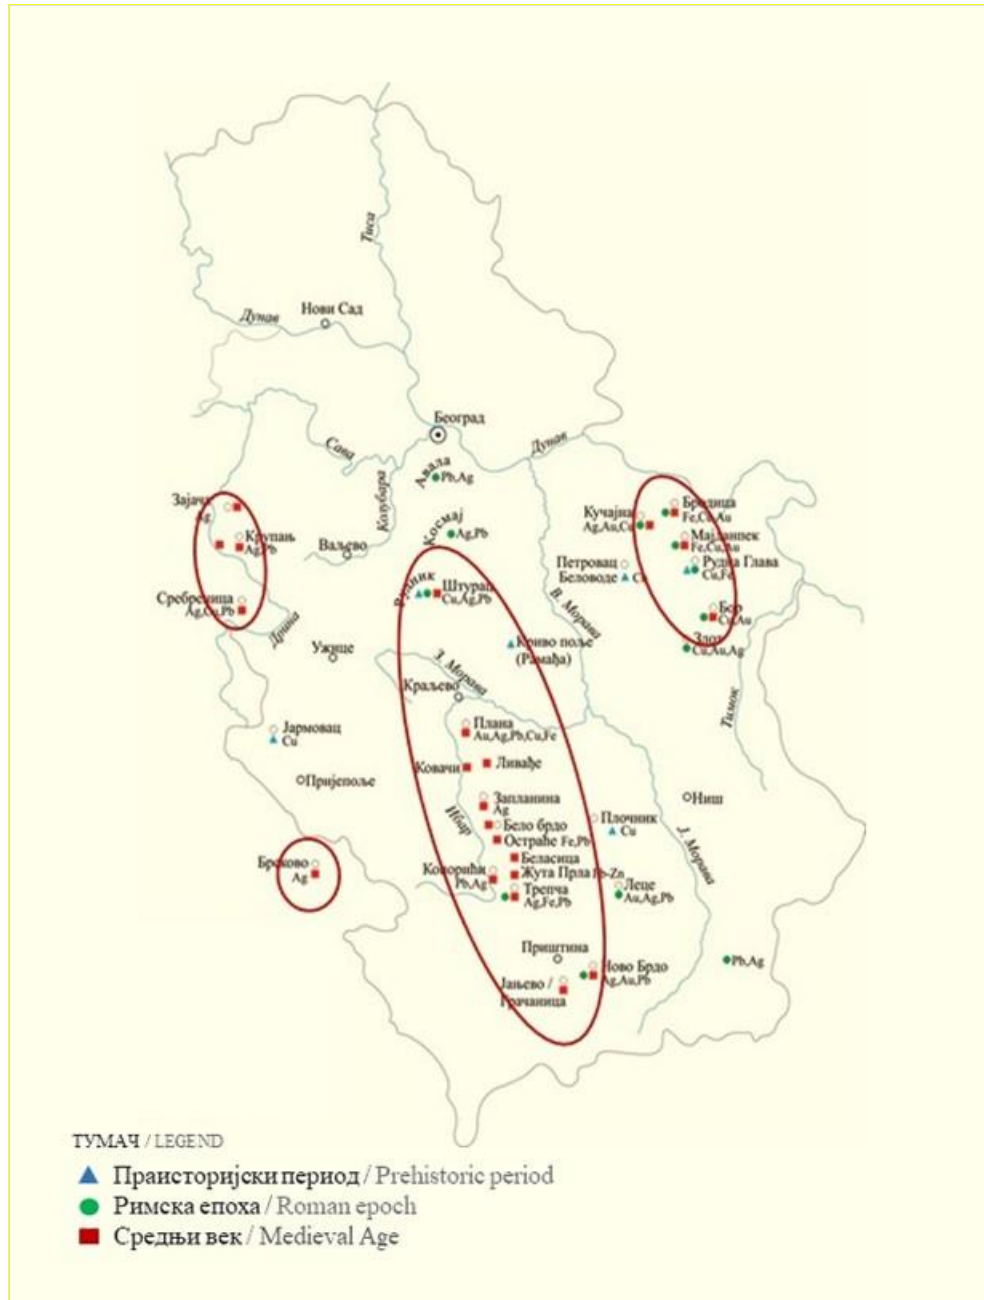 Тиса
Нови Сад
Дунав
Београд
Сава
Дунав
Авала
Pb,Ag
Колубара
Зајача
Ag
Кучајна
Ag,Au,Cu
Бродица
Fe,Cu,Au
Космај
Ag,Pb
Крупањ
Ag,Pb
Мајданпек
Fe,Cu,Au
Ваљево
Петровац
Беловоде
Cu
Рудна Глава
Cu,Fe
Рудник
Штурац
Cu,Ag,Pb
Сребреница
Ag,Cu,Pb
Бор
Cu,Au
В. Морава
Дрина
Злот
Cu,Au,Ag
Ужице
Криво поље
(Рамаћа)
З. Морава
Краљево
Тимок
Јармовац
Cu
Плана
Au,Ag,Pb,Cu,Fe
Ковачи
Ливађе
Пријепоље
Запланина
Ag
Ниш
Ибар
Бело брдо
Плочник
Cu
Остраће Fe,Pb
Ј. Морава
Бреково
Ag
Беласица
Жута Прла Pb-Zn
Pb,Ag
Трепча
Ag,Fe,Pb
Леце
Au,Ag,Pb
Приштина
Ново Брдо
Ag,Au,Pb
Pb,Ag
Јањево /
Грачаница
ТУМАЧ / LEGEND
Праисторијски период / Prehistoric period
Римска епоха / Roman epoch
Средњи век / Medieval Age